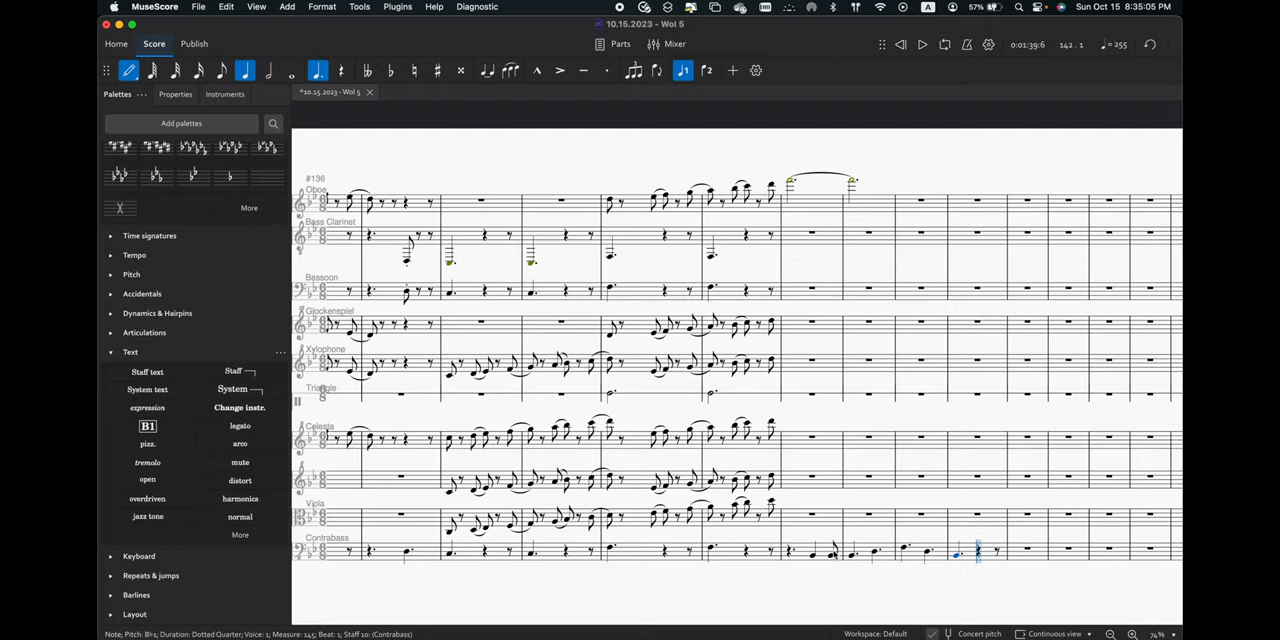 MuseScore File Edit View Add Format Tools Plugins Help Diagnostic A 57% Sun Oct 15 8:35:05 PM
10.15.2023 - Wol 5
Home Score Publish Parts Mixer 0:01:39:6 142 . 1 = 255
1 2
Palettes Properties Instruments *10.15.2023 - Wol 5
Add palettes
More
Time signatures
Tempo
Pitch
Accidentals
Dynamics & Hairpins
Articulations
Text
Staff text Staff
System text System
expression Change instr.
B1 legato
pizz. arco
tremolo mute
open distort
overdriven harmonics
jazz tone normal
More
Keyboard
Repeats & jumps
Barlines
Layout
#136
Oboe
Bass Clarinet
Bassoon
Glockenspiel
Xylophone
Triangle
Celesta
Viola
Contrabass
Note; Pitch: B♭1; Duration: Dotted Quarter; Voice: 1; Measure: 145; Beat: 1; Staff 10: (Contrabass) Workspace: Default Concert pitch Continuous view 74%